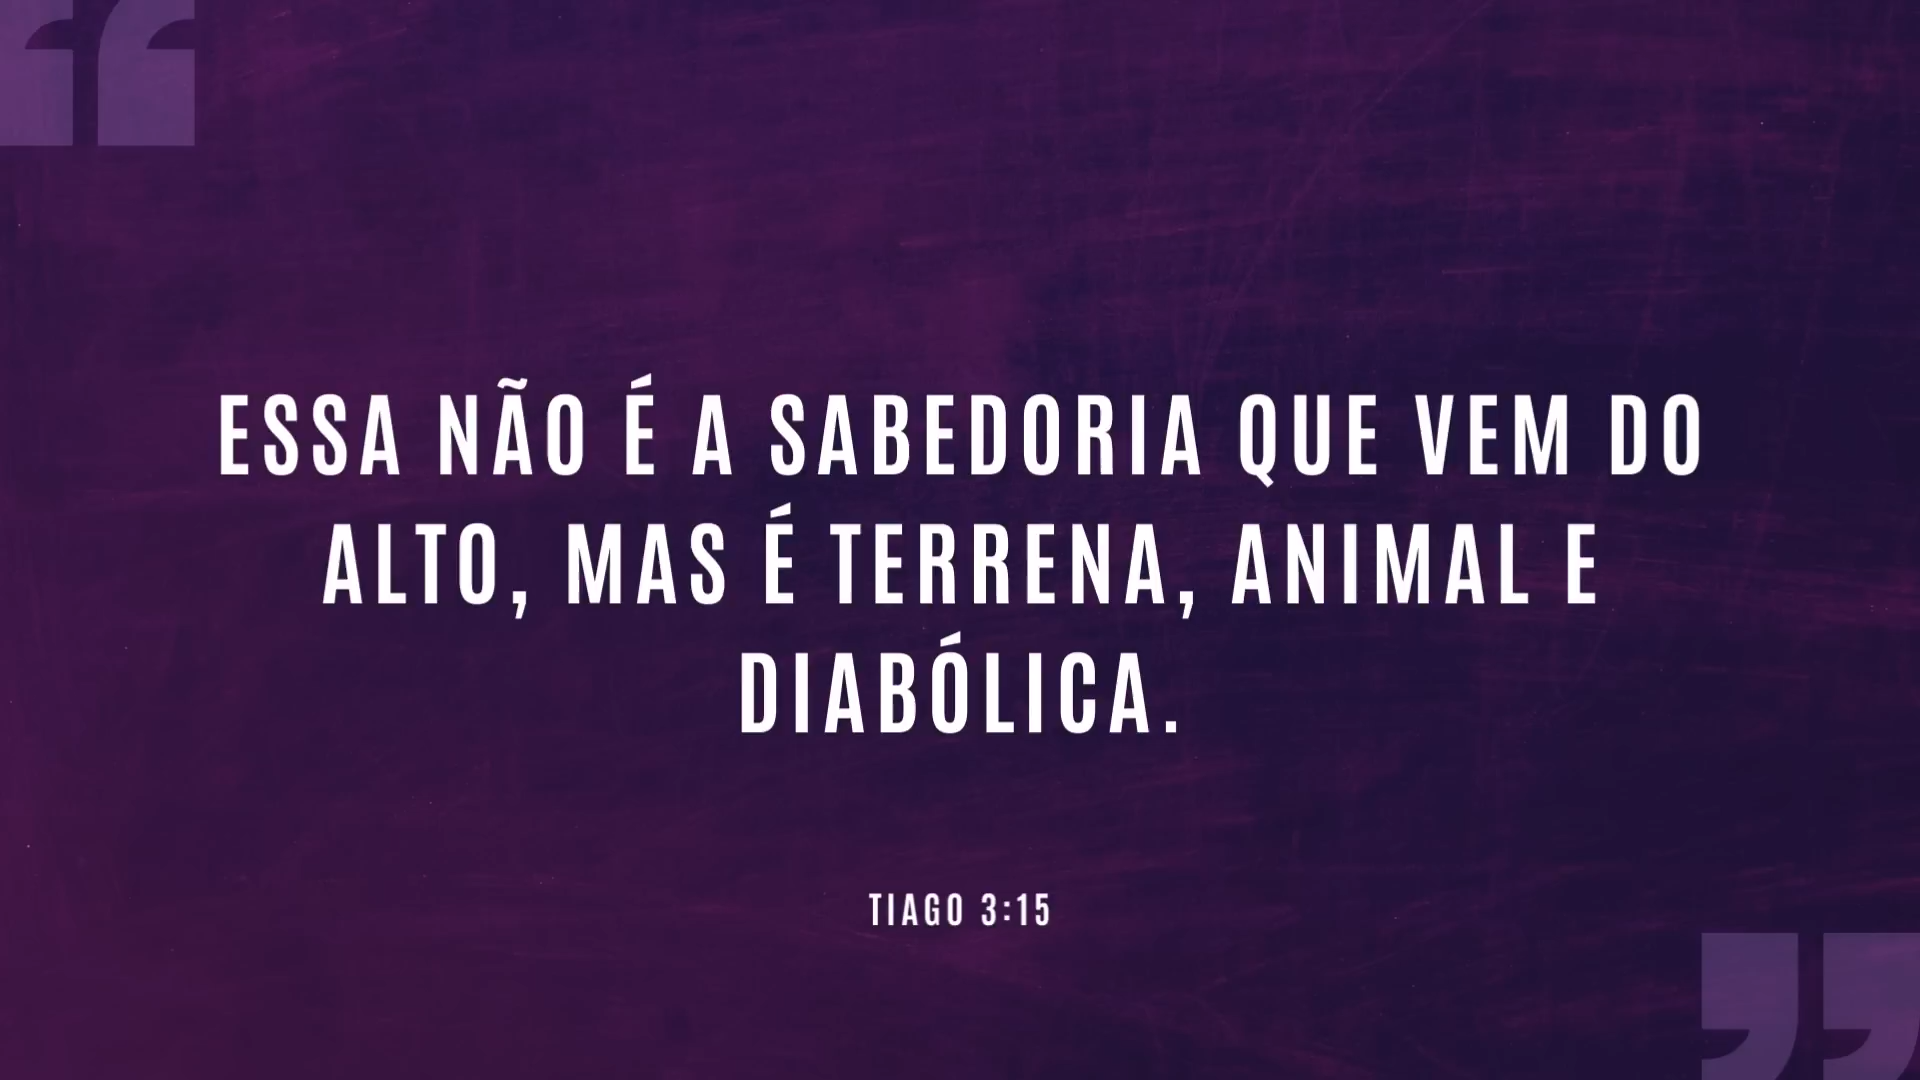 ESSA NÃO É A SABEDORIA QUE VEM DO
ALTO, MAS É TERRENA, ANIMAL E
DIABÓLICA.
TIAGO 3:15